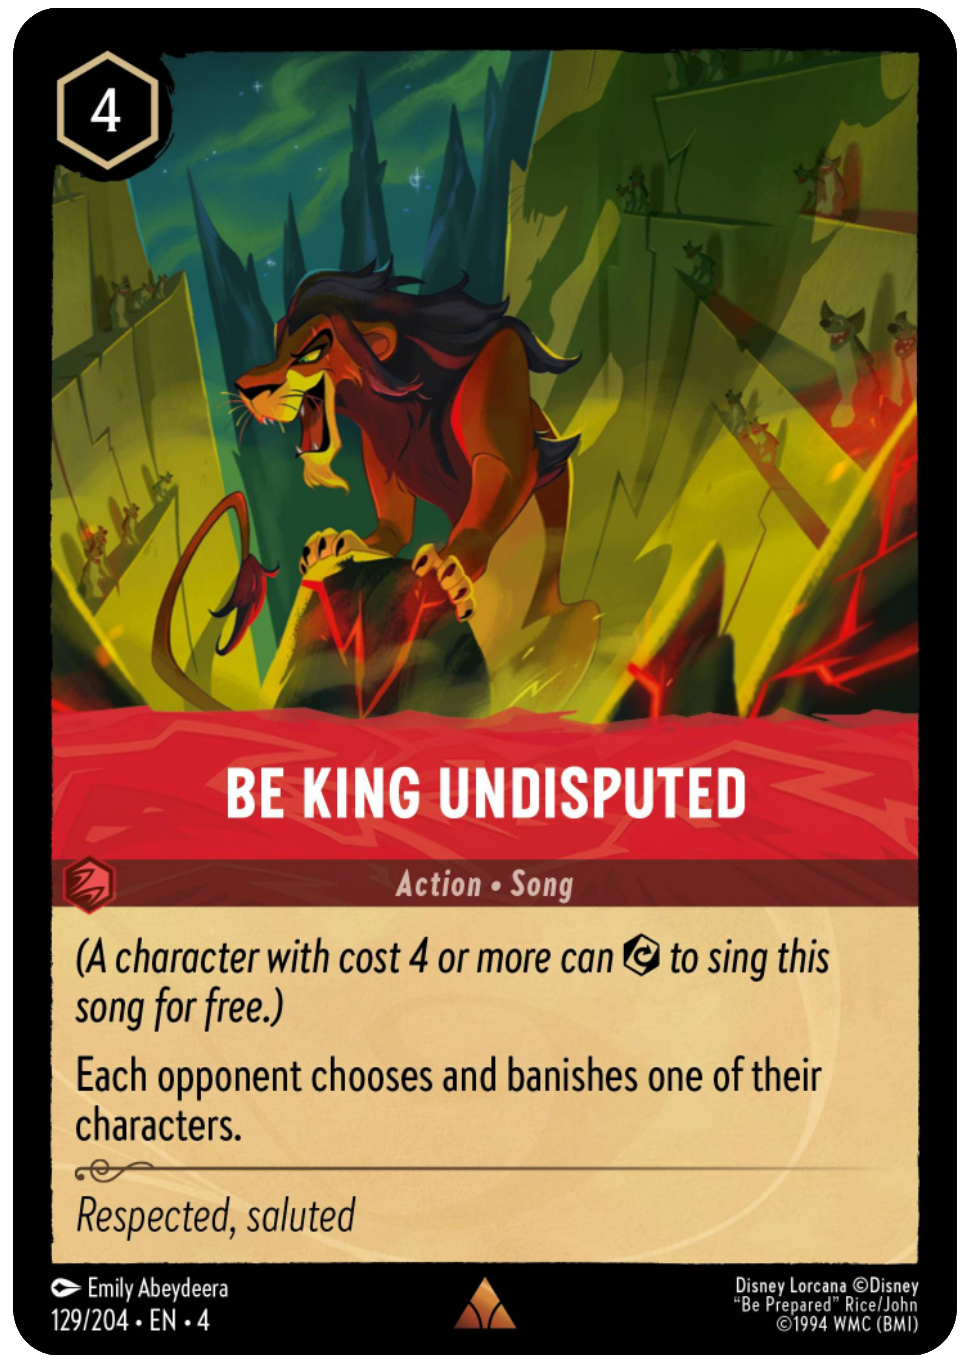 4
BE KING UNDISPUTED
Action • Song
(A character with cost 4 or more can to sing this
song for free.)
Each opponent chooses and banishes one of their
characters.
Respected, saluted
Emily Abeydeera
129/204 • EN • 4
Disney Lorcana ©Disney
“Be Prepared” Rice/John
©1994 WMC (BMI)